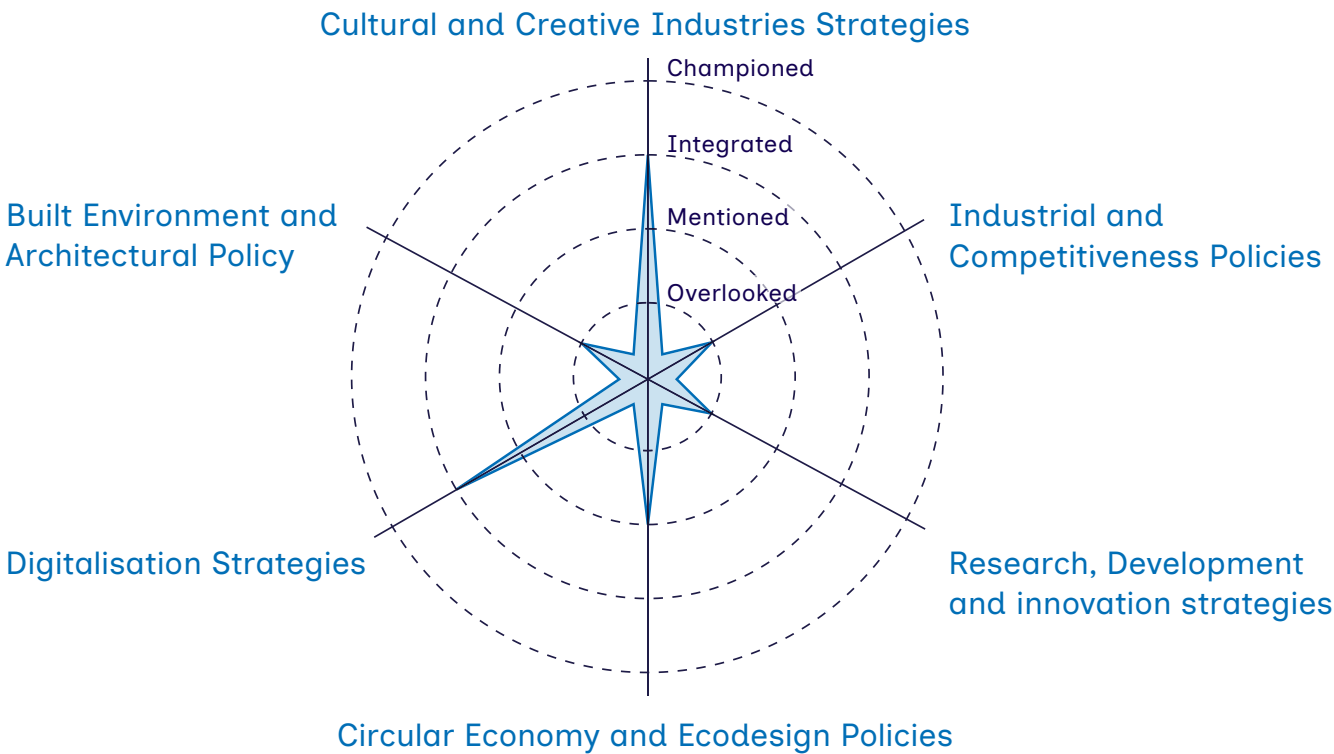 Cultural and Creative Industries Strategies
Championed
Integrated
Mentioned
Overlooked
Built Environment and
Architectural Policy
Industrial and
Competitiveness Policies
Digitalisation Strategies
Research, Development
and innovation strategies
Circular Economy and Ecodesign Policies